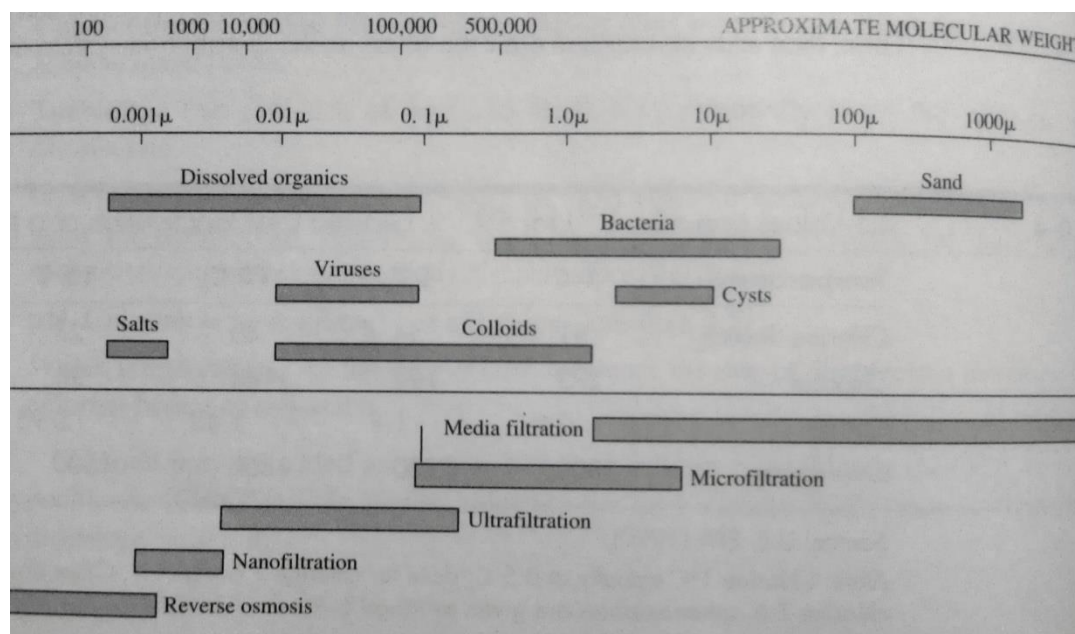 100 1000 10,000 100,000 500,000 APPROXIMATE MOLECULAR WEIGHT
0.001μ 0.01μ 0.1μ 1.0μ 10μ 100μ 1000μ
Dissolved organics
Sand
Bacteria
Viruses
Cysts
Salts
Colloids
Media filtration
Microfiltration
Ultrafiltration
Nanofiltration
Reverse osmosis